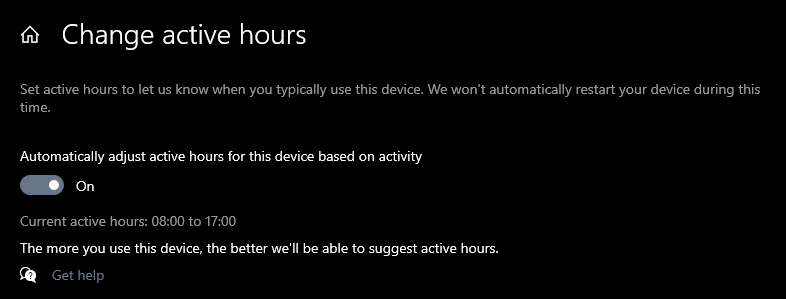 Change active hours
Set active hours to let us know when you typically use this device. We won't automatically restart your device during this
time.
Automatically adjust active hours for this device based on activity
On
Current active hours: 08:00 to 17:00
The more you use this device, the better we'll be able to suggest active hours.
Get help